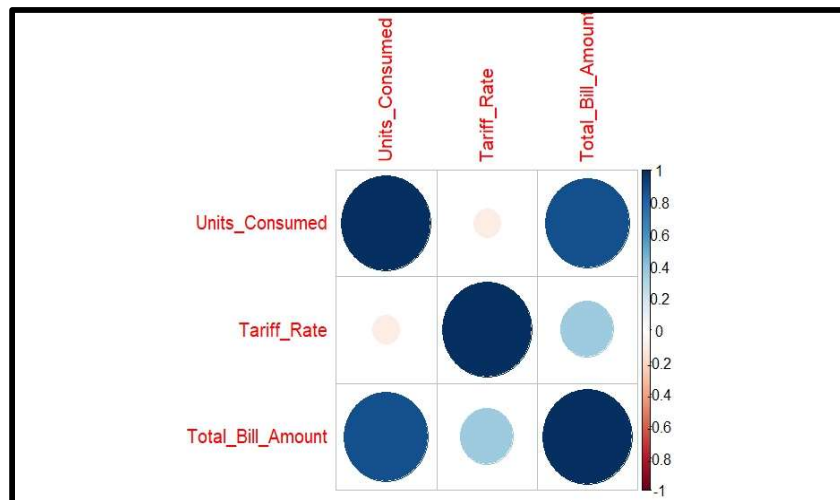 Units_Consumed
Tariff_Rate
Total_Bill_Amount
Units_Consumed
Tariff_Rate
Total_Bill_Amount
1
0.8
0.6
0.4
0.2
0
-0.2
-0.4
-0.6
-0.8
-1